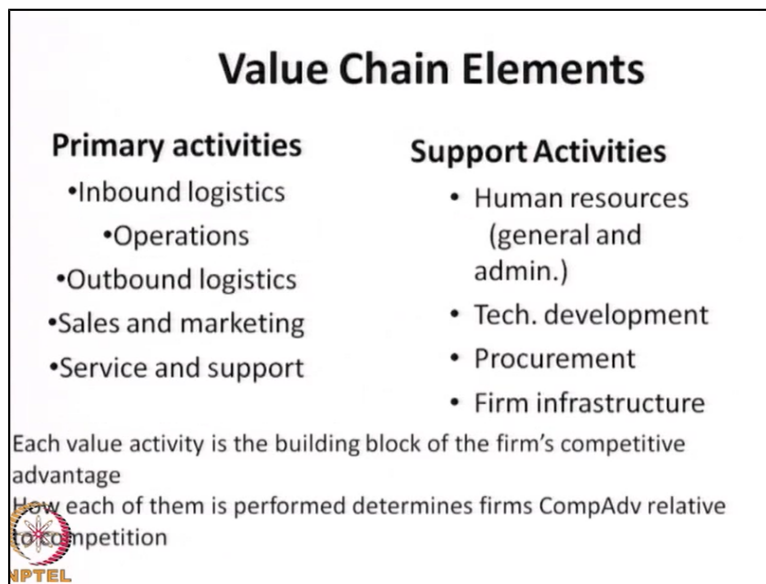 Value Chain Elements
Primary activities
•Inbound logistics
•Operations
•Outbound logistics
•Sales and marketing
•Service and support
Support Activities
• Human resources
(general and
admin.)
• Tech. development
• Procurement
• Firm infrastructure
Each value activity is the building block of the firm's competitive
advantage
How each of them is performed determines firms CompAdv relative
to competition
NPTEL